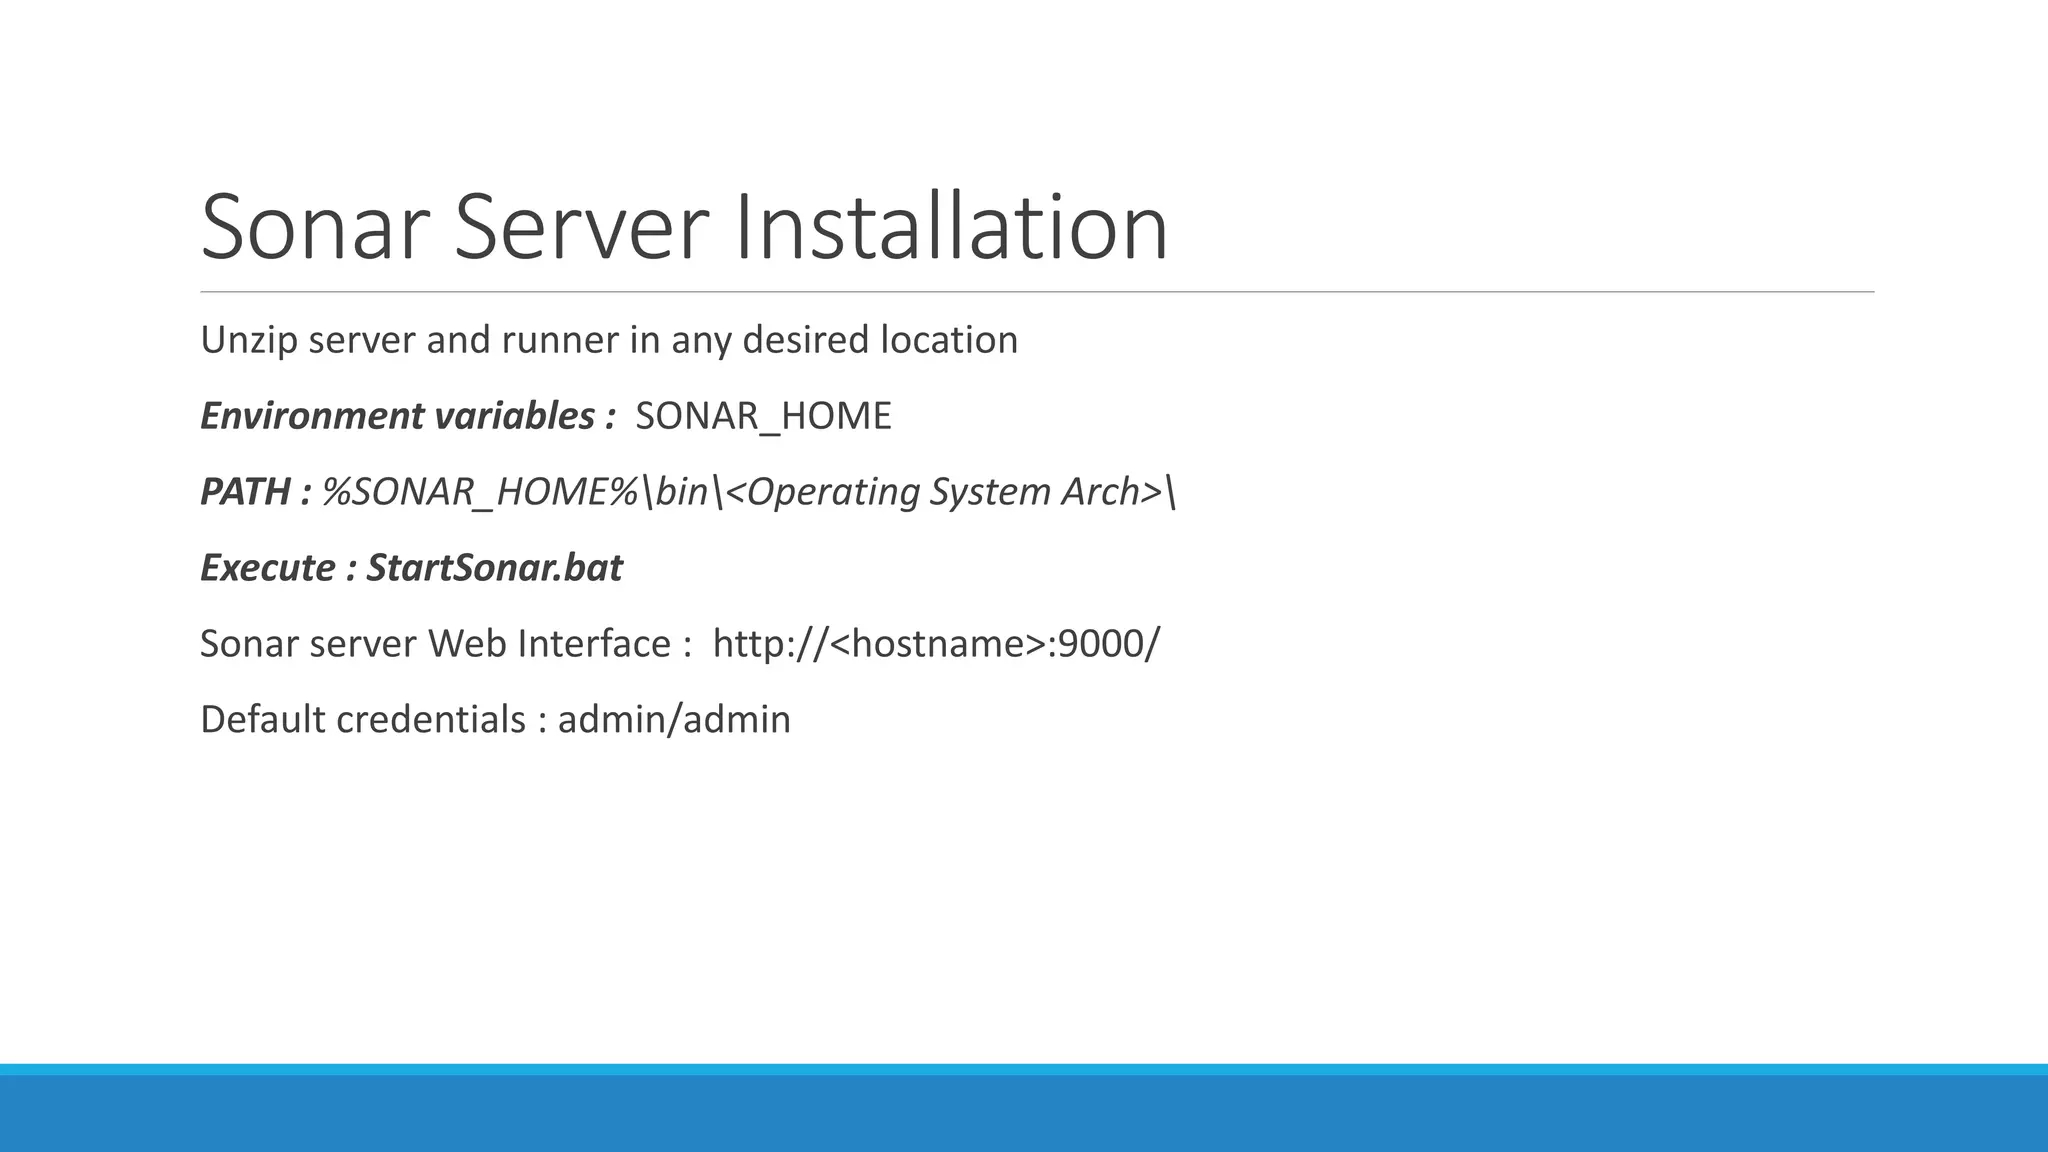 Sonar Server Installation
Unzip server and runner in any desired location
Environment variables :  SONAR_HOME
PATH : %SONAR_HOME%\bin\<Operating System Arch>\
Execute : StartSonar.bat
Sonar server Web Interface :  http://<hostname>:9000/
Default credentials : admin/admin